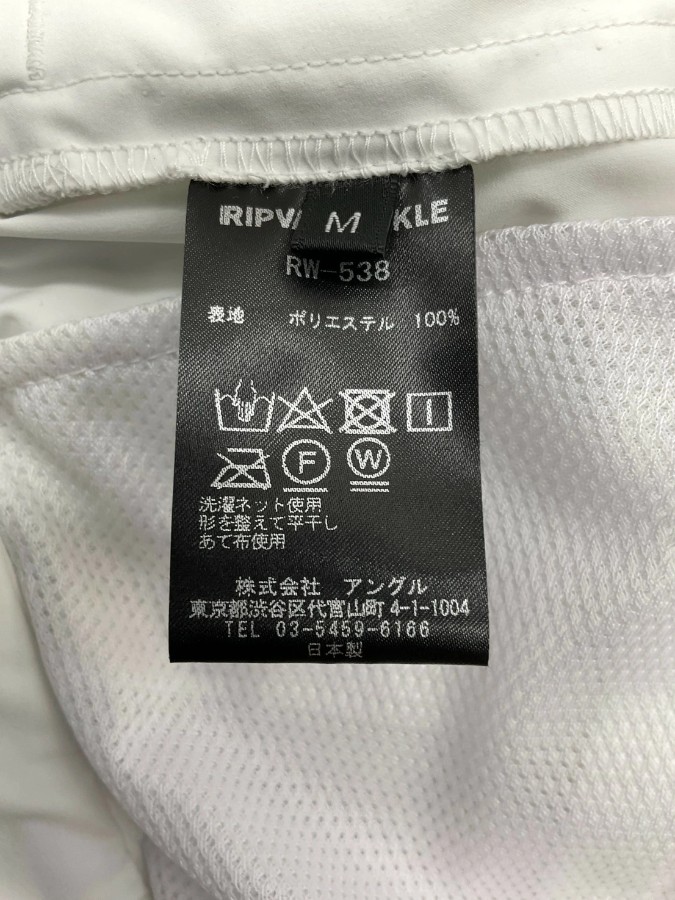 RIPVA M KLE
RW-538
表地 ポリエステル 100%
F W
洗濯ネット使用
形を整えて平干し
あて布使用
株式会社 アングル
東京都渋谷区代官山町4-1-1004
TEL 03-5459-6166
日本製